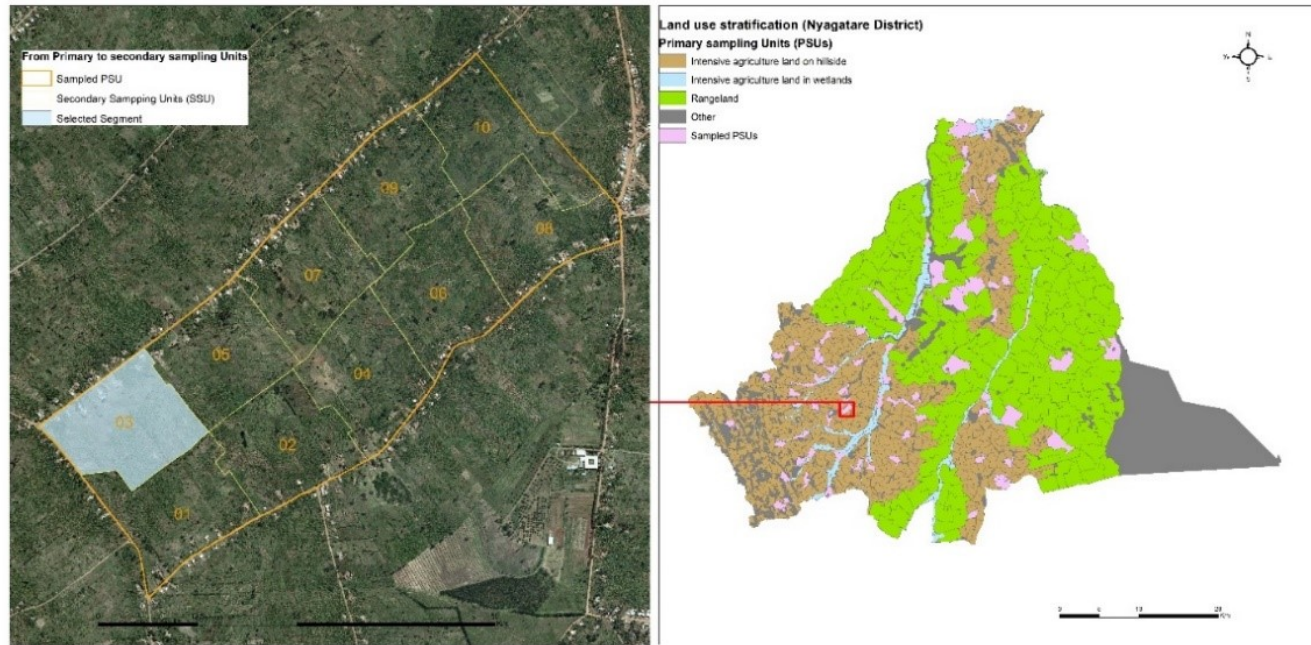 From Primary to secondary sampling Units
Sampled PSU
Secondary Sampping Units (SSU)
Selected Segment
10
09
08
07
06
05
04
03
02
01
Land use stratification (Nyagatare District)
Primary sampling Units (PSUs)
Intensive agriculture land on hillside
Intensive agriculture land in wetlands
Rangeland
Other
Sampled PSUs
N
E
S
0 5 10 20